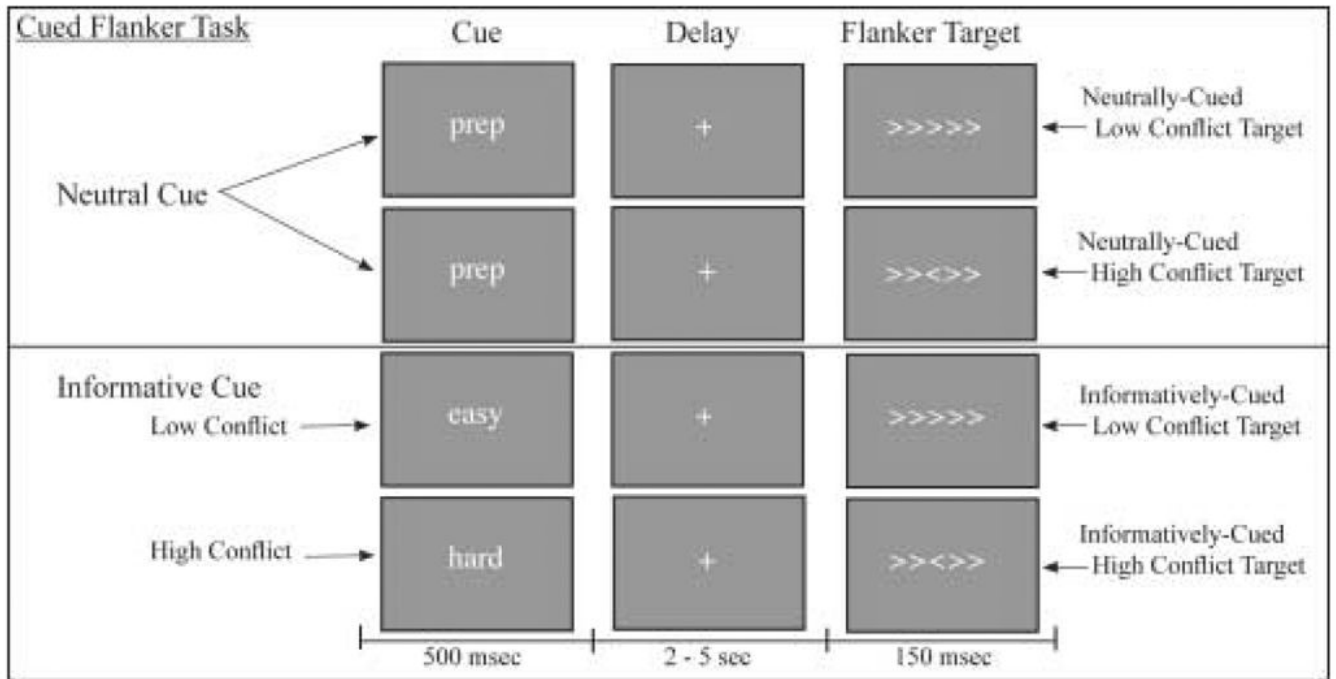 Cued Flanker Task
Cue
Delay
Flanker Target
Neutral Cue
prep
+
>>>>>
Neutrally-Cued
Low Conflict Target
prep
+
>><>>
Neutrally-Cued
High Conflict Target
Informative Cue
Low Conflict
easy
+
>>>>>
Informatively-Cued
Low Conflict Target
High Conflict
hard
+
>><>>
Informatively-Cued
High Conflict Target
500 msec
2 - 5 sec
150 msec